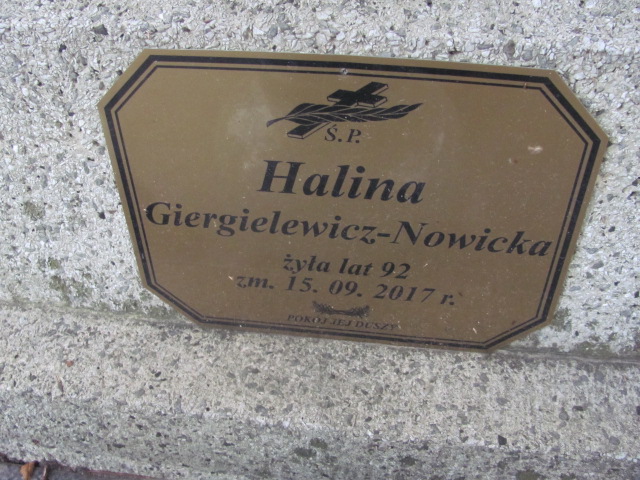 Ś.P.
Halina
Giergielewicz-Nowicka
żyła lat 92
zm. 15. 09. 2017 r.
POKÓJ JEJ DUSZY